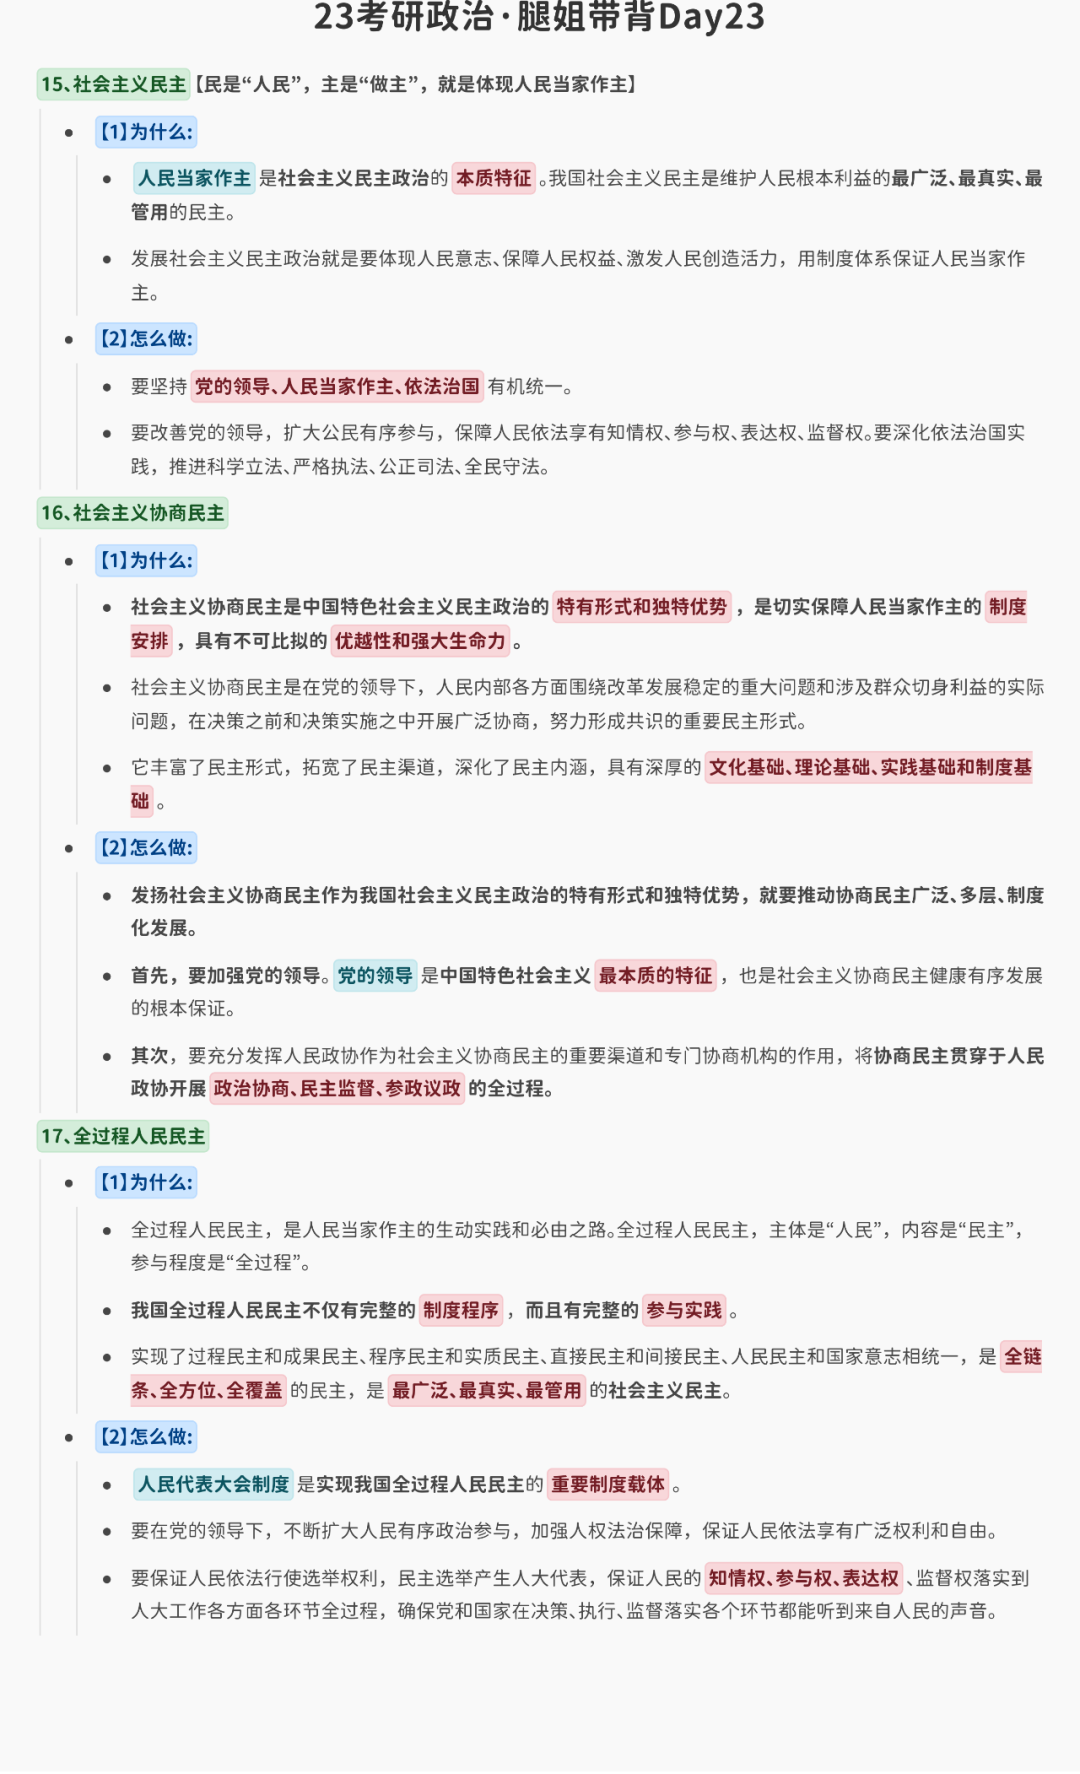 23考研政治·腿姐带背Day23
15、社会主义民主【民是“人民”，主是“做主”，就是体现人民当家作主】
【1】为什么:
人民当家作主 是社会主义民主政治的 本质特征 。我国社会主义民主是维护人民根本利益的最广泛、最真实、最
管用的民主。
发展社会主义民主政治就是要体现人民意志、保障人民权益、激发人民创造活力，用制度体系保证人民当家作
主。
【2】怎么做:
要坚持 党的领导、人民当家作主、依法治国 有机统一。
要改善党的领导，扩大公民有序参与，保障人民依法享有知情权、参与权、表达权、监督权。要深化依法治国实
践，推进科学立法、严格执法、公正司法、全民守法。
16、社会主义协商民主
【1】为什么:
社会主义协商民主是中国特色社会主义民主政治的 特有形式和独特优势 ，是切实保障人民当家作主的 制度
安排 ，具有不可比拟的 优越性和强大生命力 。
社会主义协商民主是在党的领导下，人民内部各方面围绕改革发展稳定的重大问题和涉及群众切身利益的实际
问题，在决策之前和决策实施之中开展广泛协商，努力形成共识的重要民主形式。
它丰富了民主形式，拓宽了民主渠道，深化了民主内涵，具有深厚的 文化基础、理论基础、实践基础和制度基
础 。
【2】怎么做:
发扬社会主义协商民主作为我国社会主义民主政治的特有形式和独特优势，就要推动协商民主广泛、多层、制度
化发展。
首先，要加强党的领导。 党的领导 是中国特色社会主义 最本质的特征 ，也是社会主义协商民主健康有序发展
的根本保证。
其次，要充分发挥人民政协作为社会主义协商民主的重要渠道和专门协商机构的作用，将协商民主贯穿于人民
政协开展 政治协商、民主监督、参政议政 的全过程。
17、全过程人民民主
【1】为什么:
全过程人民民主，是人民当家作主的生动实践和必由之路。全过程人民民主，主体是“人民”，内容是“民主”，
参与程度是“全过程”。
我国全过程人民民主不仅有完整的 制度程序 ，而且有完整的 参与实践 。
实现了过程民主和成果民主、程序民主和实质民主、直接民主和间接民主、人民民主和国家意志相统一，是 全链
条、全方位、全覆盖 的民主，是 最广泛、最真实、最管用 的社会主义民主。
【2】怎么做:
人民代表大会制度 是实现我国全过程人民民主的 重要制度载体 。
要在党的领导下，不断扩大人民有序政治参与，加强人权法治保障，保证人民依法享有广泛权利和自由。
要保证人民依法行使选举权利，民主选举产生人大代表，保证人民的 知情权、参与权、表达权 、监督权落实到
人大工作各方面各环节全过程，确保党和国家在决策、执行、监督落实各个环节都能听到来自人民的声音。